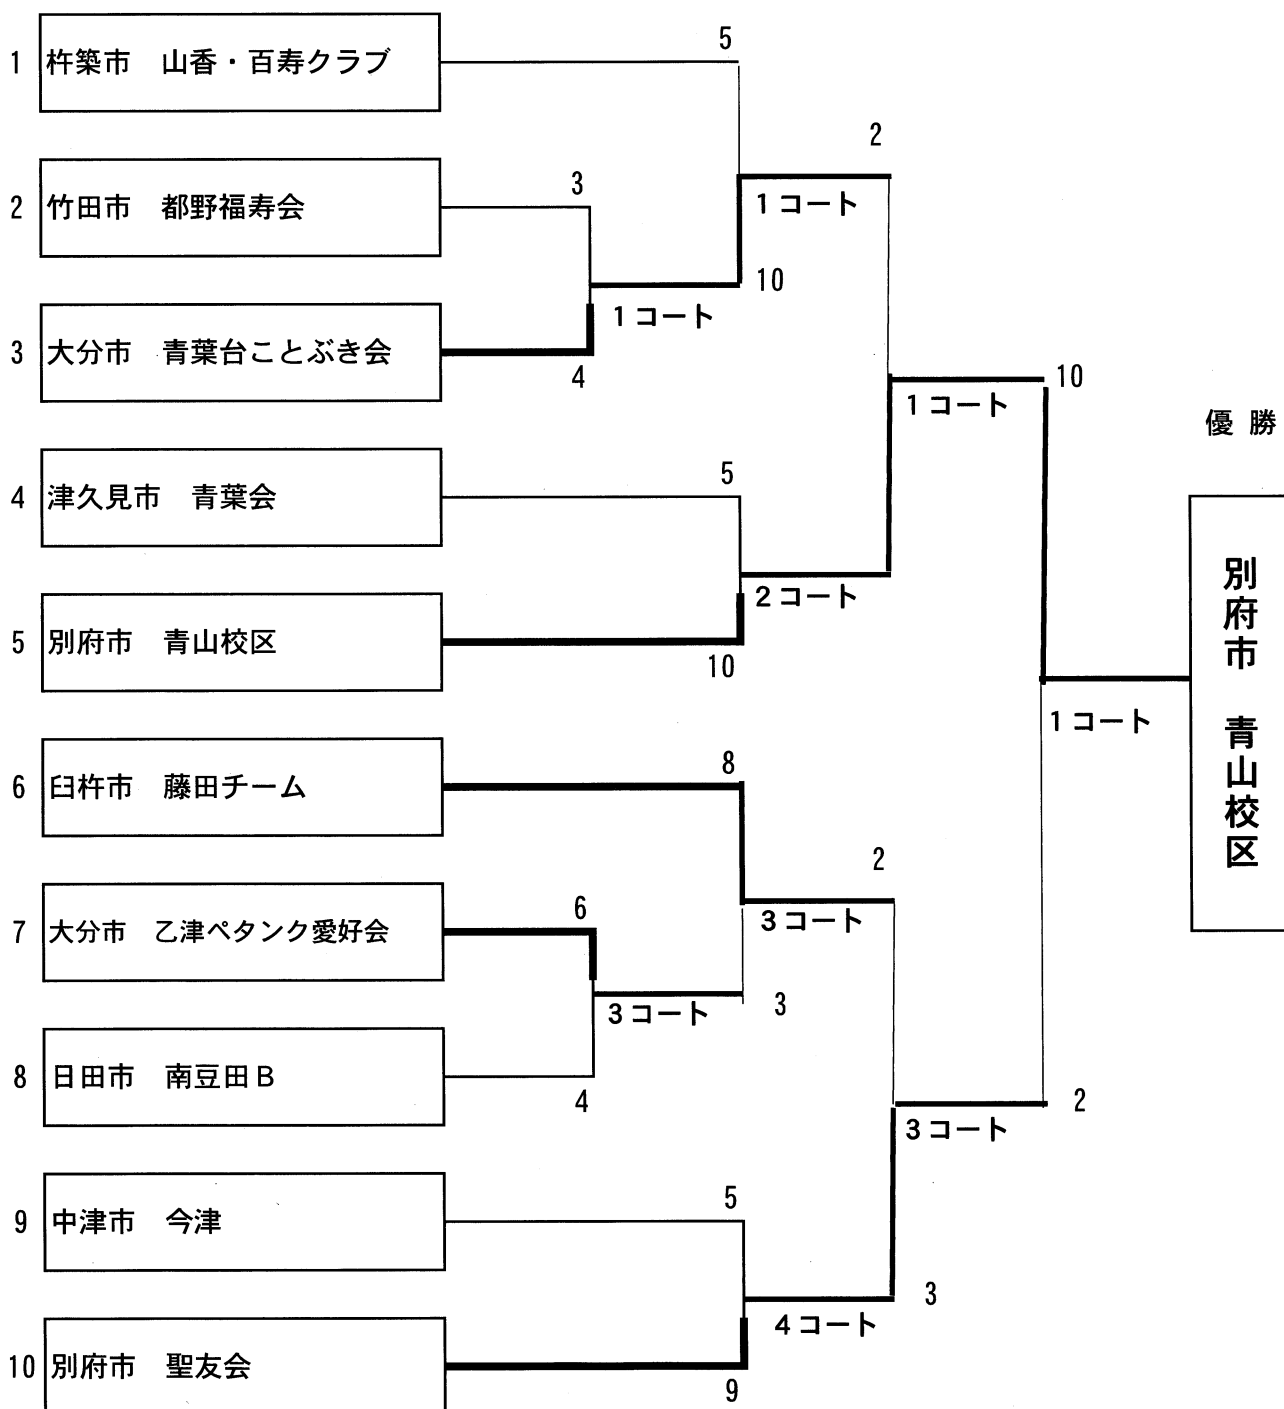 5
1 杵築市 山香・百寿クラブ
2
3
2 竹田市 都野福寿会
1コート
10
1コート
3 大分市 青葉台ことぶき会
4
10
1コート
優勝
5
4 津久見市 青葉会
2コート
5 別府市 青山校区
10
別府市 青山校区
1コート
8
6 臼杵市 藤田チーム
2
6
3コート
7 大分市 乙津ペタンク愛好会
3コート
3
8 日田市 南豆田B
4
2
3コート
5
9 中津市 今津
3
4コート
10 別府市 聖友会
9